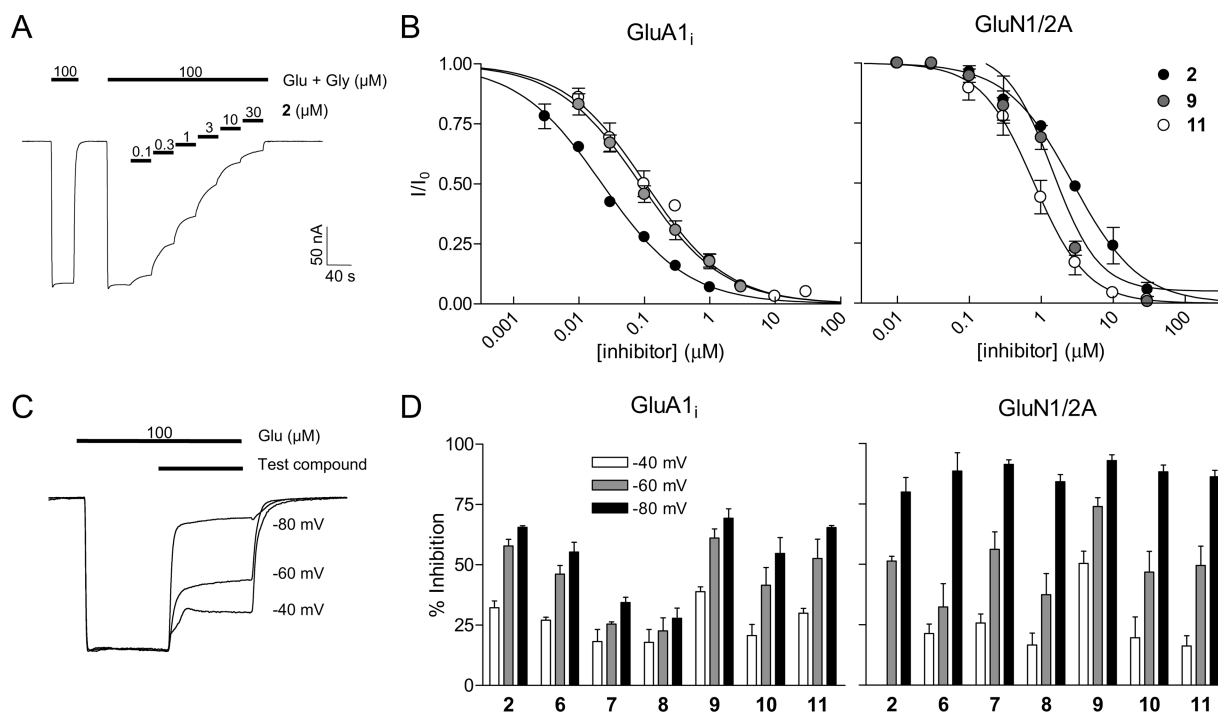 A
100
100
Glu + Gly (µM)
2 (µM)
0.1
0.3
1
3
10
30
50 nA
40 s
B
GluA1i
GluN1/2A
1.00
0.75
0.50
0.25
0.00
I/I0
0.001
0.01
0.1
1
10
100
[inhibitor] (µM)
0.01
0.1
1
10
100
[inhibitor] (µM)
2
9
11
C
100
Glu (µM)
Test compound
-80 mV
-60 mV
-40 mV
D
GluA1i
GluN1/2A
100
75
50
25
0
% Inhibition
-40 mV
-60 mV
-80 mV
2 6 7 8 9 10 11
2 6 7 8 9 10 11